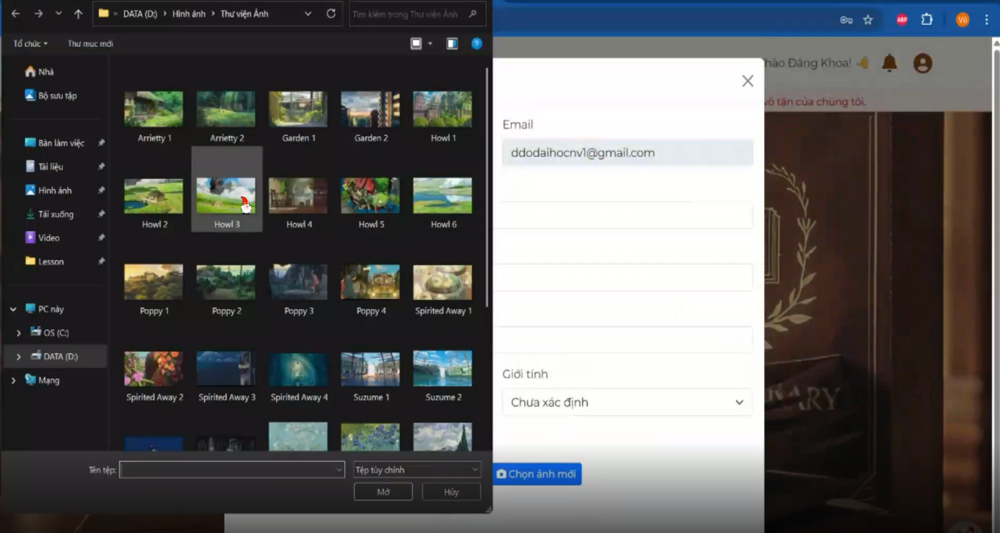 « DATA (D:) › Hình ảnh › Thư viện Ảnh
Tìm kiếm trong Thư viện Ảnh
Tổ chức
Thư mục mới
Nhà
Bộ sưu tập
Bàn làm việc
Tài liệu
Hình ảnh
Tải xuống
Video
Lesson
PC này
OS (C:)
DATA (D:)
Mạng
Arrietty 1
Arrietty 2
Garden 1
Garden 2
Howl 1
Howl 2
Howl 3
Howl 4
Howl 5
Howl 6
Poppy 1
Poppy 2
Poppy 3
Poppy 4
Spirited Away 1
Spirited Away 2
Spirited Away 3
Spirited Away 4
Suzume 1
Suzume 2
Tên tệp:
Tệp tùy chỉnh
Mở
Hủy
ABP
Vô
hào Đăng Khoa!
vô tận của chúng tôi.
Email
ddodaihocnv1@gmail.com
Giới tính
Chưa xác định
Chọn ảnh mới
RARY